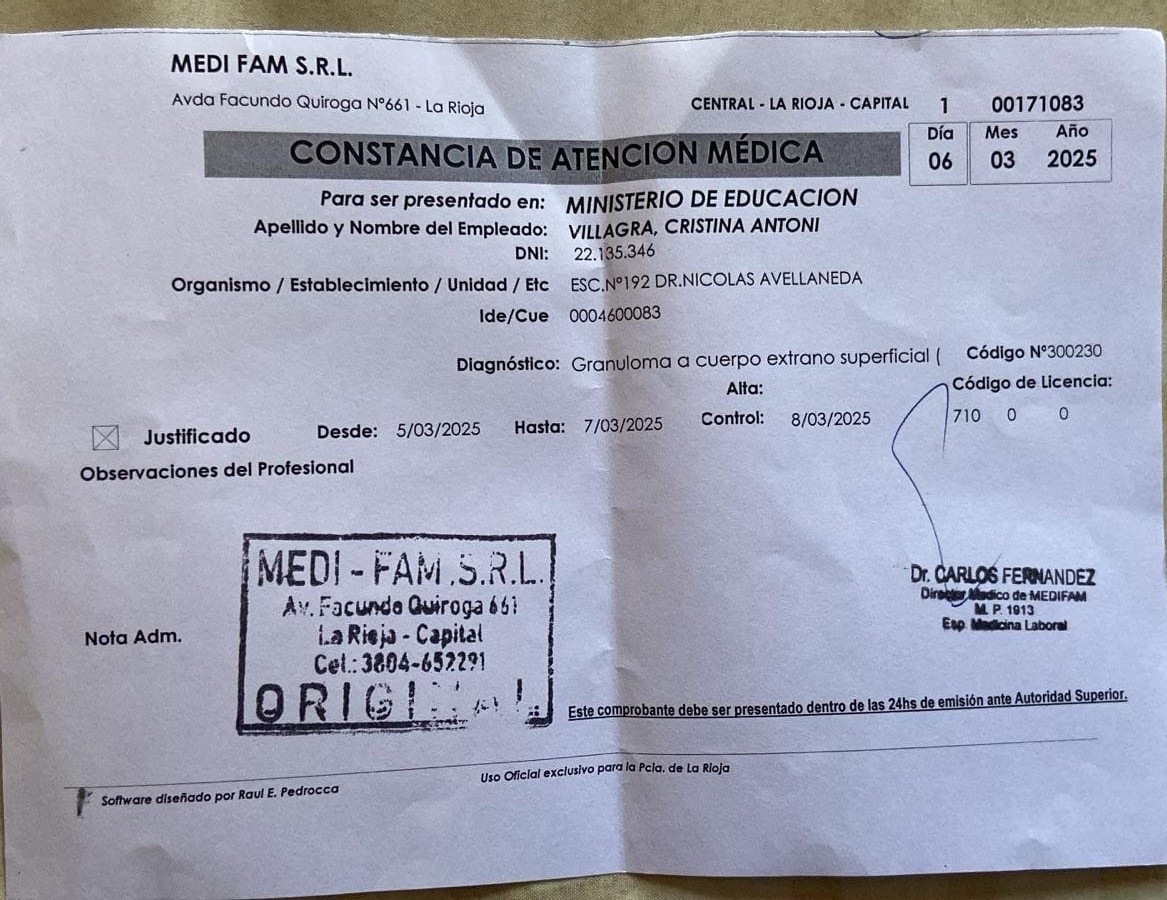 MEDI FAM S.R.L.
Avda Facundo Quiroga Nº661 - La Rioja
CENTRAL - LA RIOJA - CAPITAL 1 00171083
CONSTANCIA DE ATENCION MÉDICA
Día Mes Año
06 03 2025
Para ser presentado en: MINISTERIO DE EDUCACION
Apellido y Nombre del Empleado: VILLAGRA, CRISTINA ANTONI
DNI: 22.135.346
Organismo / Establecimiento / Unidad / Etc ESC.Nº192 DR.NICOLAS AVELLANEDA
Ide/Cue 0004600083
Diagnóstico: Granuloma a cuerpo extrano superficial ( Código Nº300230
Alta: Código de Licencia:
Justificado Desde: 5/03/2025 Hasta: 7/03/2025 Control: 8/03/2025 710 0 0
Observaciones del Profesional
MEDI - FAM.S.R.L.
Av. Facundo Quiroga 661
La Rioja - Capital
Cel.: 3804-652291
Nota Adm.
Dr. CARLOS FERNANDEZ
Director Medico de MEDIFAM
M. P. 1913
Esp. Medicina Laboral
Este comprobante debe ser presentado dentro de las 24hs de emisión ante Autoridad Superior.
Uso Oficial exclusivo para la Pcia. de La Rioja
Software diseñado por Raul E. Pedrocca